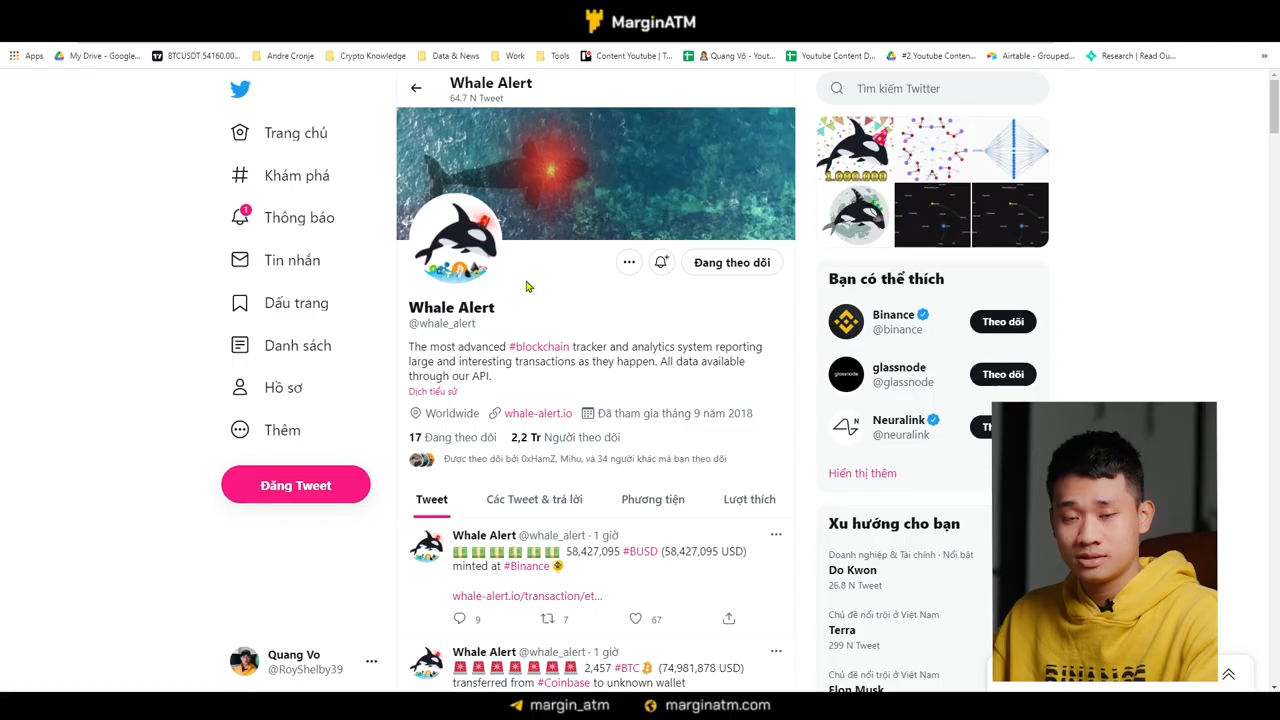 MarginATM
Apps
My Drive - Google...
BTCUSDT 54160.00...
Andre Cronje
Crypto Knowledge
Data & News
Work
Tools
Content Youtube | T...
Quang Võ - Yout...
Youtube Content D...
#2 Youtube Conten...
Airtable - Grouped...
Research | Read Ou...
Trang chủ
Khám phá
1
Thông báo
Tin nhắn
Dấu trang
Danh sách
Hồ sơ
Thêm
Đăng Tweet
Quang Vo
@RoyShelby39
Whale Alert
64,7 N Tweet
Đang theo dõi
Whale Alert
@whale_alert
The most advanced #blockchain tracker and analytics system reporting
large and interesting transactions as they happen. All data available
through our API.
Dịch tiểu sử
Worldwide whale-alert.io Đã tham gia tháng 9 năm 2018
17 Đang theo dõi 2,2 Tr Người theo dõi
Được theo dõi bởi 0xHamZ, Mihu, và 34 người khác mà bạn theo dõi
Tweet Các Tweet & trả lời Phương tiện Lượt thích
Whale Alert @whale_alert · 1 giờ
58,427,095 #BUSD (58,427,095 USD)
minted at #Binance
whale-alert.io/transaction/et...
9 7 67
Whale Alert @whale_alert · 1 giờ
2,457 #BTC (74,981,878 USD)
transferred from #Coinbase to unknown wallet
Tìm kiếm Twitter
1.000.000
Bạn có thể thích
Binance
@binance
Theo dõi
glassnode
@glassnode
Theo dõi
Neuralink
@neuralink
Hiển thị thêm
Xu hướng cho bạn
Doanh nghiệp & Tài chính · Nổi bật
Do Kwon
26,8 N Tweet
Chủ đề nổi trội ở Việt Nam
Terra
299 N Tweet
Chủ đề nổi trội ở Việt Nam
Elon Musk
BINANCE
margin_atm
marginatm.com